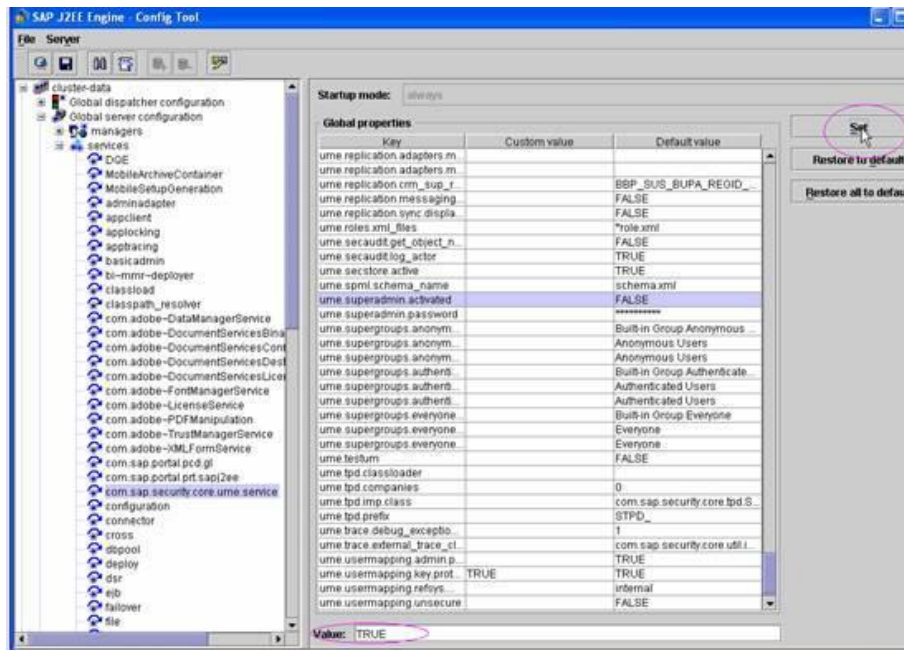 SAP J2EE Engine - Config Tool
File Server
cluster-data
Global dispatcher configuration
Global server configuration
managers
services
DGE
MobileArchiveContainer
MobileSetupGeneration
adminadapter
appclient
applocking
apptracing
basicadmin
bi-mmr-deployer
classload
classpath_resolver
com.adobe~DataManagerService
com.adobe~DocumentServicesBina
com.adobe~DocumentServicesConf
com.adobe~DocumentServicesDest
com.adobe~DocumentServicesLicen
com.adobe~FontManagerService
com.adobe~LicenseService
com.adobe~PDFManipulation
com.adobe~TrustManagerService
com.adobe~XMLFormService
com.sap.portal.pcd.gl
com.sap.portal.prt.sapj2ee
com.sap.security.core.ume.service
configuration
connector
cross
dbpool
deploy
dsr
ejb
failover
file
Startup mode: always
Global properties
Key Custom value Default value
ume.replication.adapters.m...
ume.replication.adapters.m...
ume.replication.crm_sup_r... BBP_SUS_BUPA_REGID_...
ume.replication.messaging... FALSE
ume.replication.sync.displa... FALSE
ume.roles.xml_files *role.xml
ume.secaudit.get_object_n... FALSE
ume.secaudit.log_actor TRUE
ume.secstore.active TRUE
ume.spml.schema_name schema.xml
ume.superadmin.activated FALSE
ume.superadmin.password **********
ume.supergroups.anonym... Built-in Group Anonymous ...
ume.supergroups.anonym... Anonymous Users
ume.supergroups.anonym... Anonymous Users
ume.supergroups.authenti... Built-in Group Authenticate...
ume.supergroups.authenti... Authenticated Users
ume.supergroups.authenti... Authenticated Users
ume.supergroups.everyone... Built-in Group Everyone
ume.supergroups.everyone... Everyone
ume.supergroups.everyone... Everyone
ume.testum FALSE
ume.tpd.classloader
ume.tpd.companies 0
ume.tpd.imp.class com.sap.security.core.tpd.S...
ume.tpd.prefix STPD_
ume.trace.debug_exceptio... 1
ume.trace.external_trace_cl... com.sap.security.core.util.i...
ume.usermapping.admin.p... TRUE
ume.usermapping.key.prot... TRUE TRUE
ume.usermapping.refsys.... internal
ume.usermapping.unsecure FALSE
Value: TRUE
Set
Restore to default
Restore all to defau